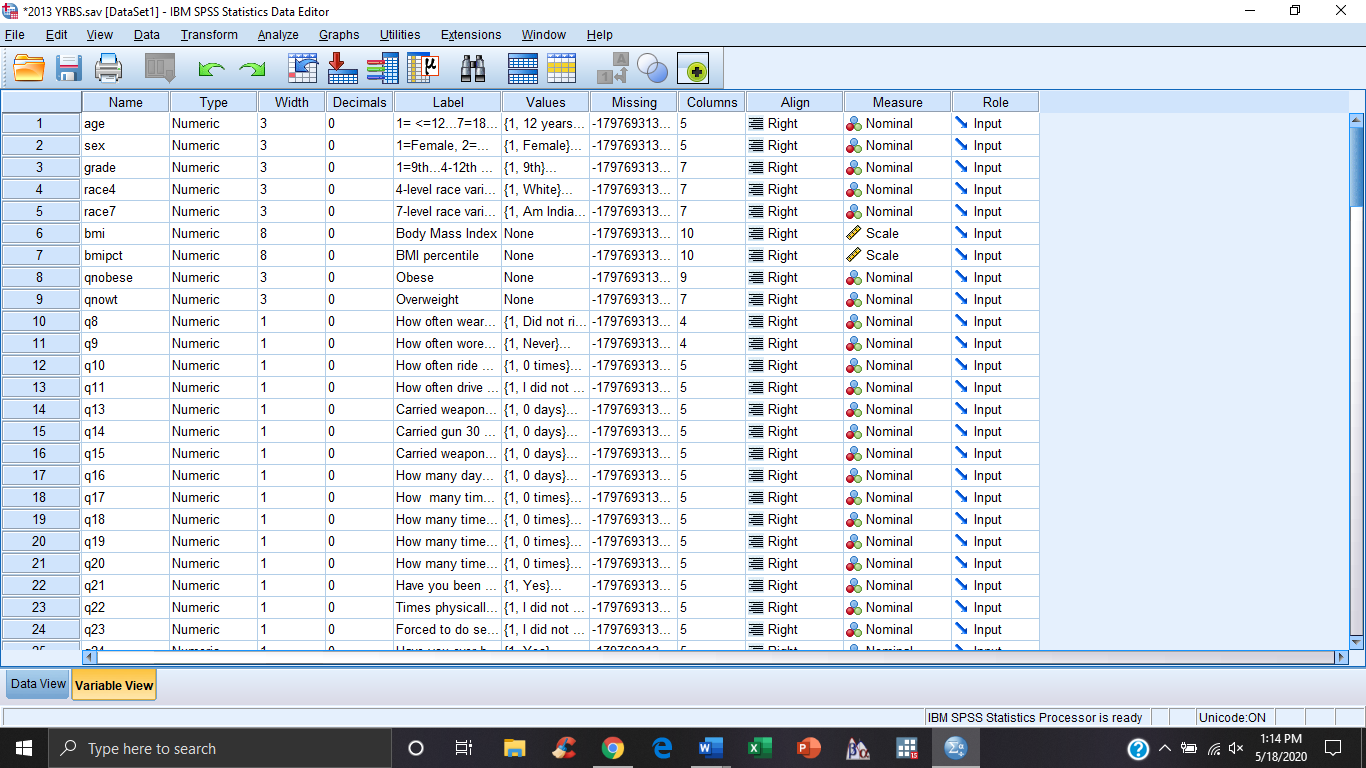 *2013 YRBS.sav [DataSet1] - IBM SPSS Statistics Data Editor
File Edit View Data Transform Analyze Graphs Utilities Extensions Window Help
Name Type Width Decimals Label Values Missing Columns Align Measure Role
1 age Numeric 3 0 1= <=12...7=18... {1, 12 years... -179769313... 5 Right Nominal Input
2 sex Numeric 3 0 1=Female, 2=... {1, Female}... -179769313... 5 Right Nominal Input
3 grade Numeric 3 0 1=9th...4-12th ... {1, 9th}... -179769313... 7 Right Nominal Input
4 race4 Numeric 3 0 4-level race vari... {1, White}... -179769313... 7 Right Nominal Input
5 race7 Numeric 3 0 7-level race vari... {1, Am India... -179769313... 7 Right Nominal Input
6 bmi Numeric 8 0 Body Mass Index None -179769313... 10 Right Scale Input
7 bmipct Numeric 8 0 BMI percentile None -179769313... 10 Right Scale Input
8 qnobese Numeric 3 0 Obese None -179769313... 9 Right Nominal Input
9 qnowt Numeric 3 0 Overweight None -179769313... 7 Right Nominal Input
10 q8 Numeric 1 0 How often wear... {1, Did not ri... -179769313... 4 Right Nominal Input
11 q9 Numeric 1 0 How often wore... {1, Never}... -179769313... 4 Right Nominal Input
12 q10 Numeric 1 0 How often ride ... {1, 0 times}... -179769313... 5 Right Nominal Input
13 q11 Numeric 1 0 How often drive ... {1, I did not ... -179769313... 5 Right Nominal Input
14 q13 Numeric 1 0 Carried weapon... {1, 0 days}... -179769313... 5 Right Nominal Input
15 q14 Numeric 1 0 Carried gun 30 ... {1, 0 days}... -179769313... 5 Right Nominal Input
16 q15 Numeric 1 0 Carried weapon... {1, 0 days}... -179769313... 5 Right Nominal Input
17 q16 Numeric 1 0 How many day... {1, 0 days}... -179769313... 5 Right Nominal Input
18 q17 Numeric 1 0 How  many tim... {1, 0 times}... -179769313... 5 Right Nominal Input
19 q18 Numeric 1 0 How many time... {1, 0 times}... -179769313... 5 Right Nominal Input
20 q19 Numeric 1 0 How many time... {1, 0 times}... -179769313... 5 Right Nominal Input
21 q20 Numeric 1 0 How many time... {1, 0 times}... -179769313... 5 Right Nominal Input
22 q21 Numeric 1 0 Have you been ... {1, Yes}... -179769313... 5 Right Nominal Input
23 q22 Numeric 1 0 Times physicall... {1, I did not ... -179769313... 5 Right Nominal Input
24 q23 Numeric 1 0 Forced to do se... {1, I did not ... -179769313... 5 Right Nominal Input
Data View Variable View
IBM SPSS Statistics Processor is ready Unicode:ON
Type here to search
1:14 PM
5/18/2020